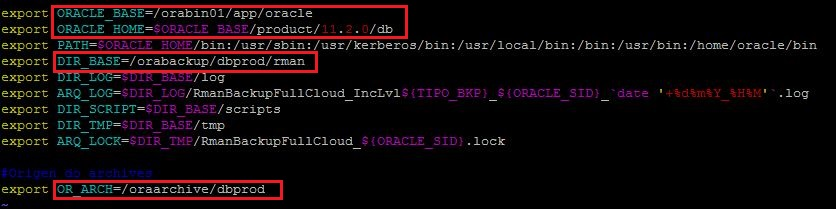 export ORACLE_BASE=/orabin01/app/oracle
export ORACLE_HOME=$ORACLE_BASE/product/11.2.0/db
export PATH=$ORACLE_HOME/bin:/usr/sbin:/usr/kerberos/bin:/usr/local/bin:/bin:/usr/bin:/home/oracle/bin
export DIR_BASE=/orabackup/dbprod/rman
export DIR_LOG=$DIR_BASE/log
export ARQ_LOG=$DIR_LOG/RmanBackupFullCloud_IncLvl${TIPO_BKP}_${ORACLE_SID}_`date '+%d%m%Y_%H%M'`.log
export DIR_SCRIPT=$DIR_BASE/scripts
export DIR_TMP=$DIR_BASE/tmp
export ARQ_LOCK=$DIR_TMP/RmanBackupFullCloud_${ORACLE_SID}.lock
#Origen do archives
export OR_ARCH=/oraarchive/dbprod
~